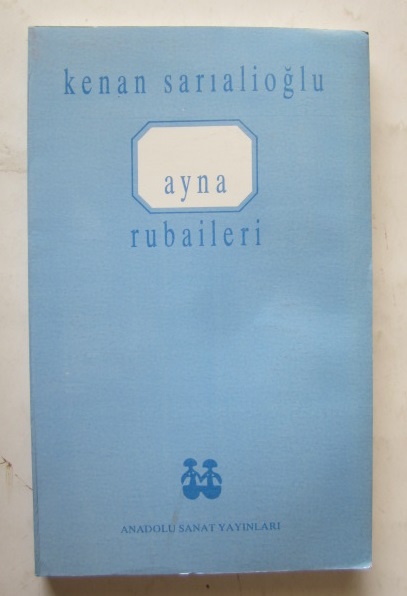 kenan sarıalioğlu
ayna
rubaileri
ANADOLU SANAT YAYINLARI